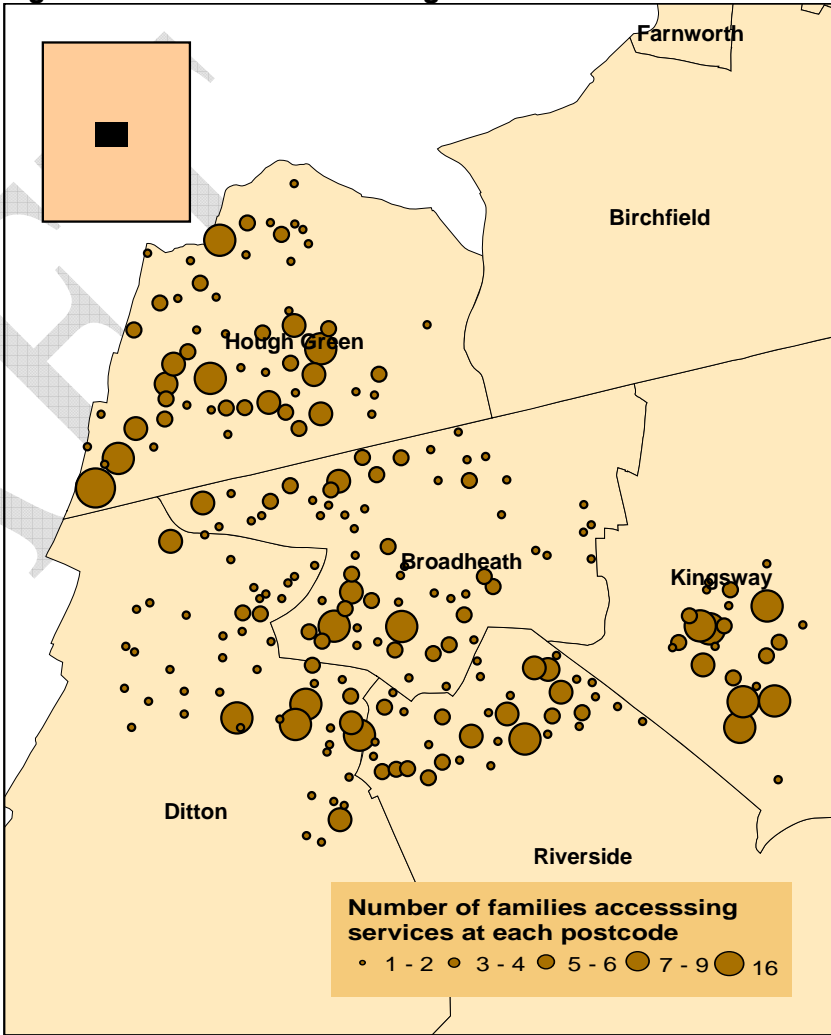 Farnworth
Birchfield
Hough Green
Broadheath
Kingsway
Ditton
Riverside
Number of families accesssing
services at each postcode
1 - 2 3 - 4 5 - 6 7 - 9 16